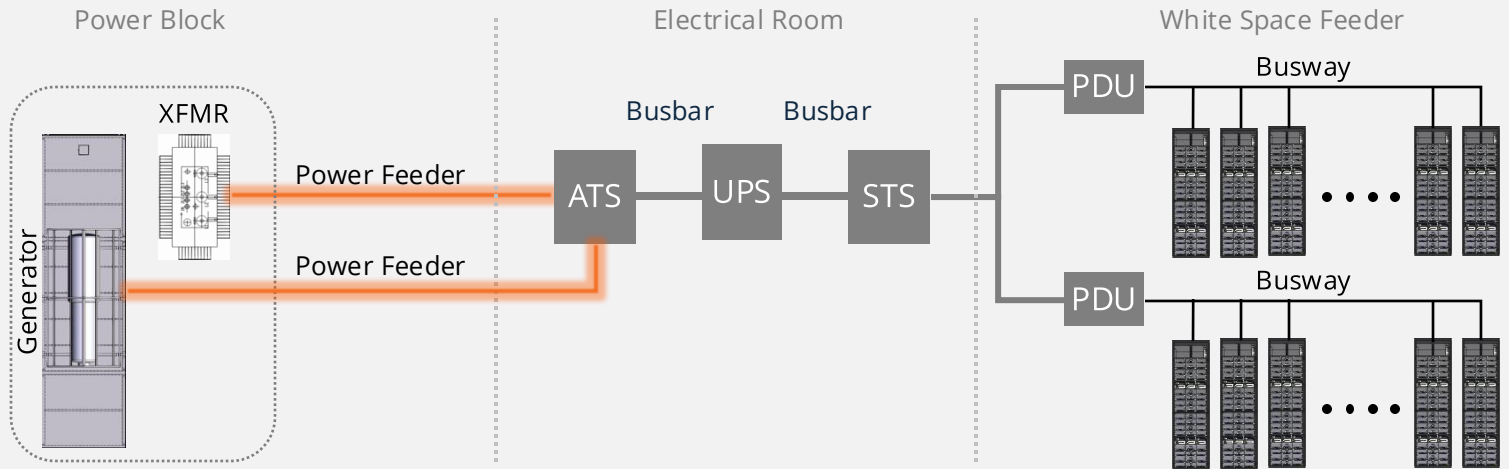 Power Block
Electrical Room
White Space Feeder
XFMR
Generator
Power Feeder
Power Feeder
Busbar
Busbar
ATS
UPS
STS
PDU
Busway
PDU
Busway